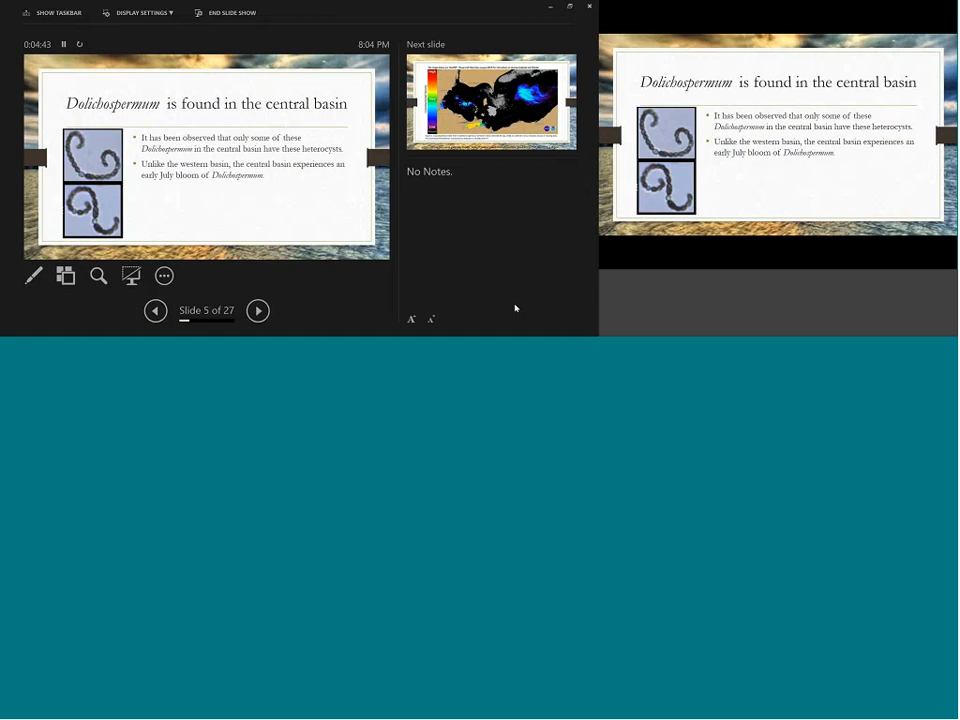 SHOW TASKBAR
DISPLAY SETTINGS ▼
END SLIDE SHOW
0:04:43
8:04 PM
Dolichospermum is found in the central basin
• It has been observed that only some of these
Dolichospermum in the central basin have these heterocysts.
• Unlike the western basin, the central basin experiences an
early July bloom of Dolichospermum.
Slide 5 of 27
Next slide
No Notes.
A
A
Dolichospermum is found in the central basin
• It has been observed that only some of these
Dolichospermum in the central basin have these heterocysts.
• Unlike the western basin, the central basin experiences an
early July bloom of Dolichospermum.